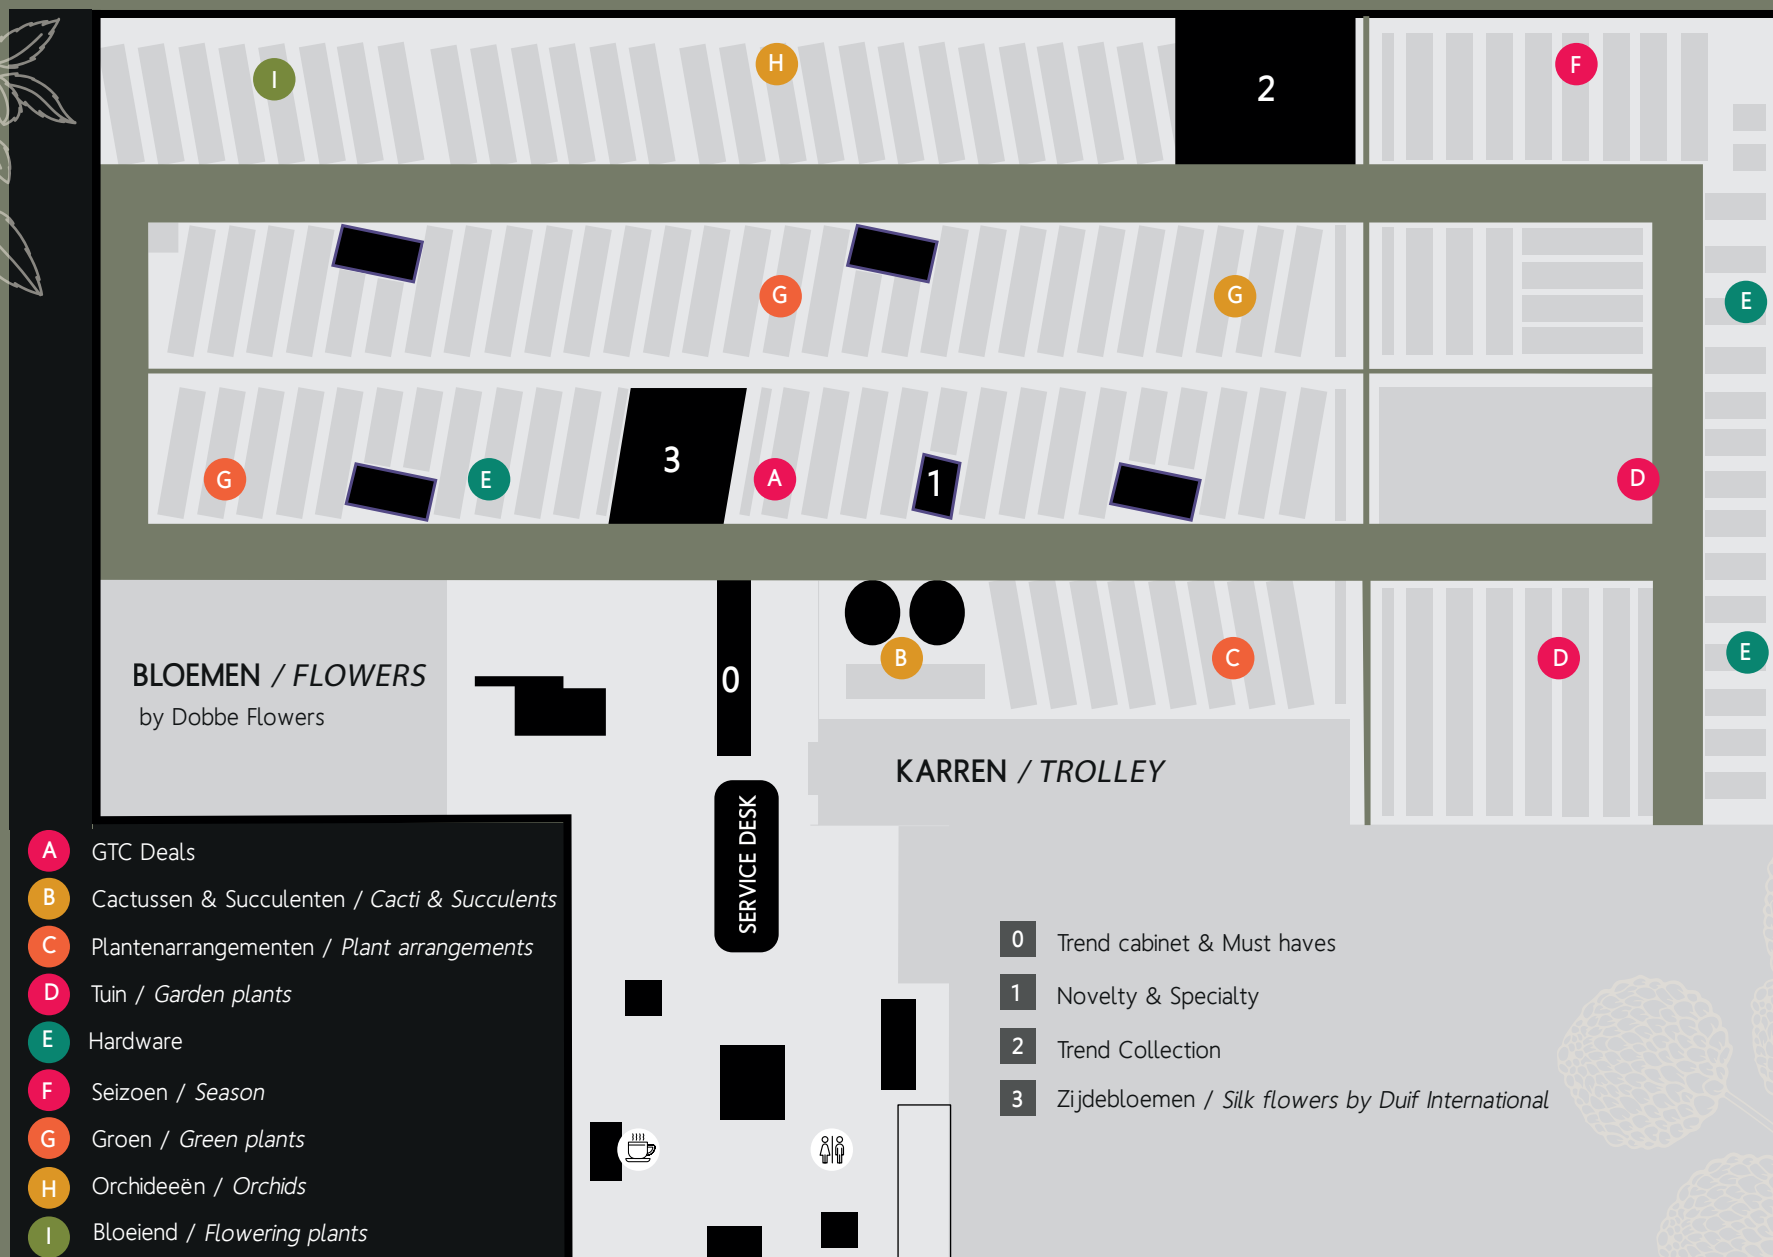 I
H
2
F
G
G
E
G
E
3
A
1
D
BLOEMEN / FLOWERS
by Dobbe Flowers
0
B
C
D
E
KARREN / TROLLEY
SERVICE DESK
A GTC Deals
B Cactussen & Succulenten / Cacti & Succulents
C Plantenarrangementen / Plant arrangements
D Tuin / Garden plants
E Hardware
F Seizoen / Season
G Groen / Green plants
H Orchideeën / Orchids
I Bloeiend / Flowering plants
0 Trend cabinet & Must haves
1 Novelty & Specialty
2 Trend Collection
3 Zijdebloemen / Silk flowers by Duif International